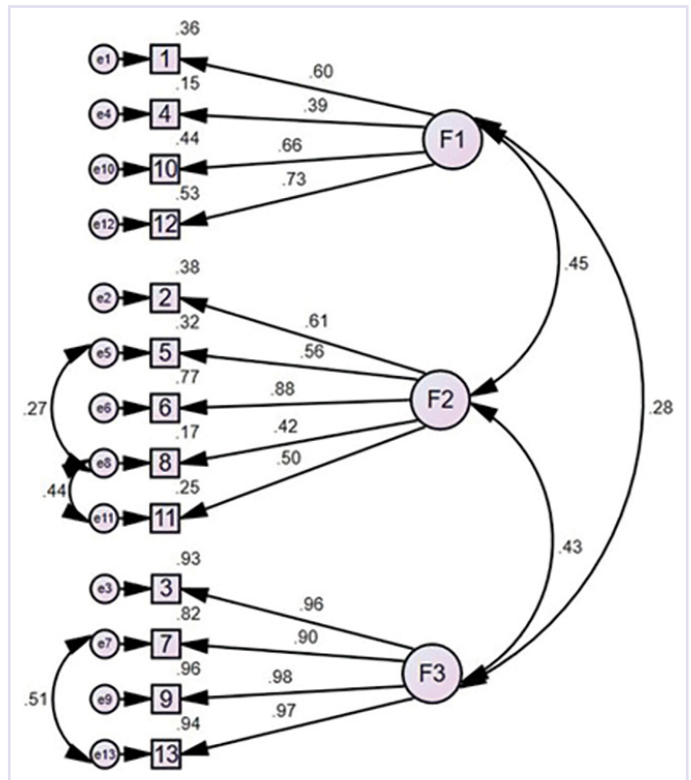 .36
e1 1 .60
.15
e4 4 .39
F1
.44
e10 10 .66
.53
e12 12 .73
.45
.38
e2 2 .61
.32
e5 5 .56
.77
e6 6 .88
F2
.27
.28
.17
e8 8 .42
.44
.25
e11 11 .50
.43
.93
e3 3 .96
.82
e7 7 .90
F3
.96
.51
e9 9 .98
.94
e13 13 .97